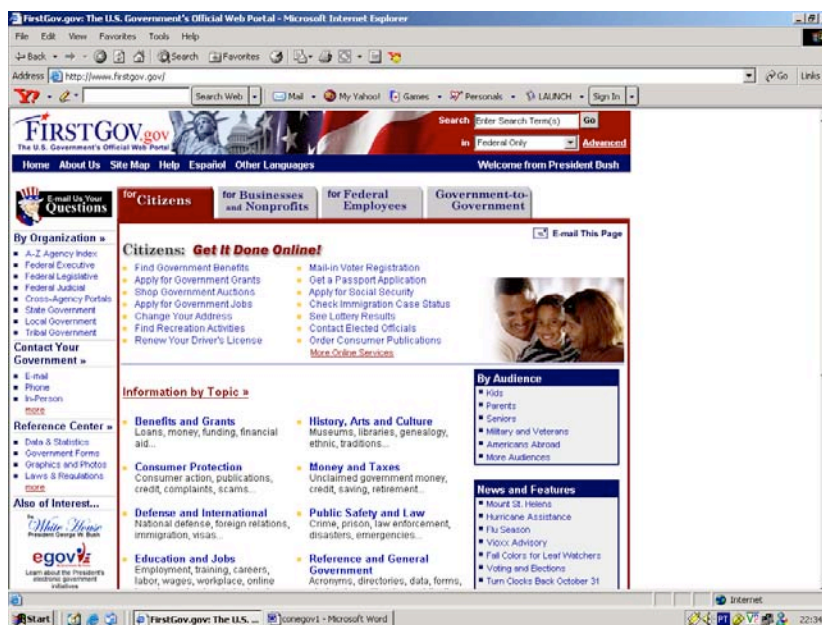 FirstGov.gov: The U.S. Government's Official Web Portal - Microsoft Internet Explorer
File Edit View Favorites Tools Help
Back Search Favorites
Address http://www.firstgov.gov/ Go Links
Y! Search Web Mail My Yahoo! Games Personals LAUNCH Sign In
FIRSTGOV.gov
The U.S. Government's Official Web Portal
Search Enter Search Term(s) Go
in Federal Only Advanced
Home About Us Site Map Help Español Other Languages Welcome from President Bush
E-mail Us Your
Questions
for Citizens
for Businesses
and Nonprofits
for Federal
Employees
Government-to-
Government
E-mail This Page
By Organization »
A-Z Agency Index
Federal Executive
Federal Legislative
Federal Judicial
Cross-Agency Portals
State Government
Local Government
Tribal Government
Contact Your
Government »
E-mail
Phone
In-Person
more
Reference Center »
Data & Statistics
Government Forms
Graphics and Photos
Laws & Regulations
more
Also of Interest...
The
White House
President George W. Bush
egov
Learn about the President's
electronic government
initiatives
Citizens: Get It Done Online!
Find Government Benefits
Apply for Government Grants
Shop Government Auctions
Apply for Government Jobs
Change Your Address
Find Recreation Activities
Renew Your Driver's License
Mail-in Voter Registration
Get a Passport Application
Apply for Social Security
Check Immigration Case Status
See Lottery Results
Contact Elected Officials
Order Consumer Publications
More Online Services
Information by Topic »
Benefits and Grants
Loans, money, funding, financial
aid...
Consumer Protection
Consumer action, publications,
credit, complaints, scams...
Defense and International
National defense, foreign relations,
immigration, visas...
Education and Jobs
Employment, training, careers,
labor, wages, workplace, online
History, Arts and Culture
Museums, libraries, genealogy,
ethnic, traditions...
Money and Taxes
Unclaimed government money,
credit, saving, retirement...
Public Safety and Law
Crime, prison, law enforcement,
disasters, emergencies...
Reference and General
Government
Acronyms, directories, data, forms,
By Audience
Kids
Parents
Seniors
Military and Veterans
Americans Abroad
More Audiences
News and Features
Mount St. Helens
Hurricane Assistance
Flu Season
Vioxx Advisory
Fall Colors for Leaf Watchers
Voting and Elections
Turn Clocks Back October 31
Internet
Start FirstGov.gov: The U.S. ... conegov1 - Microsoft Word PT 22:34